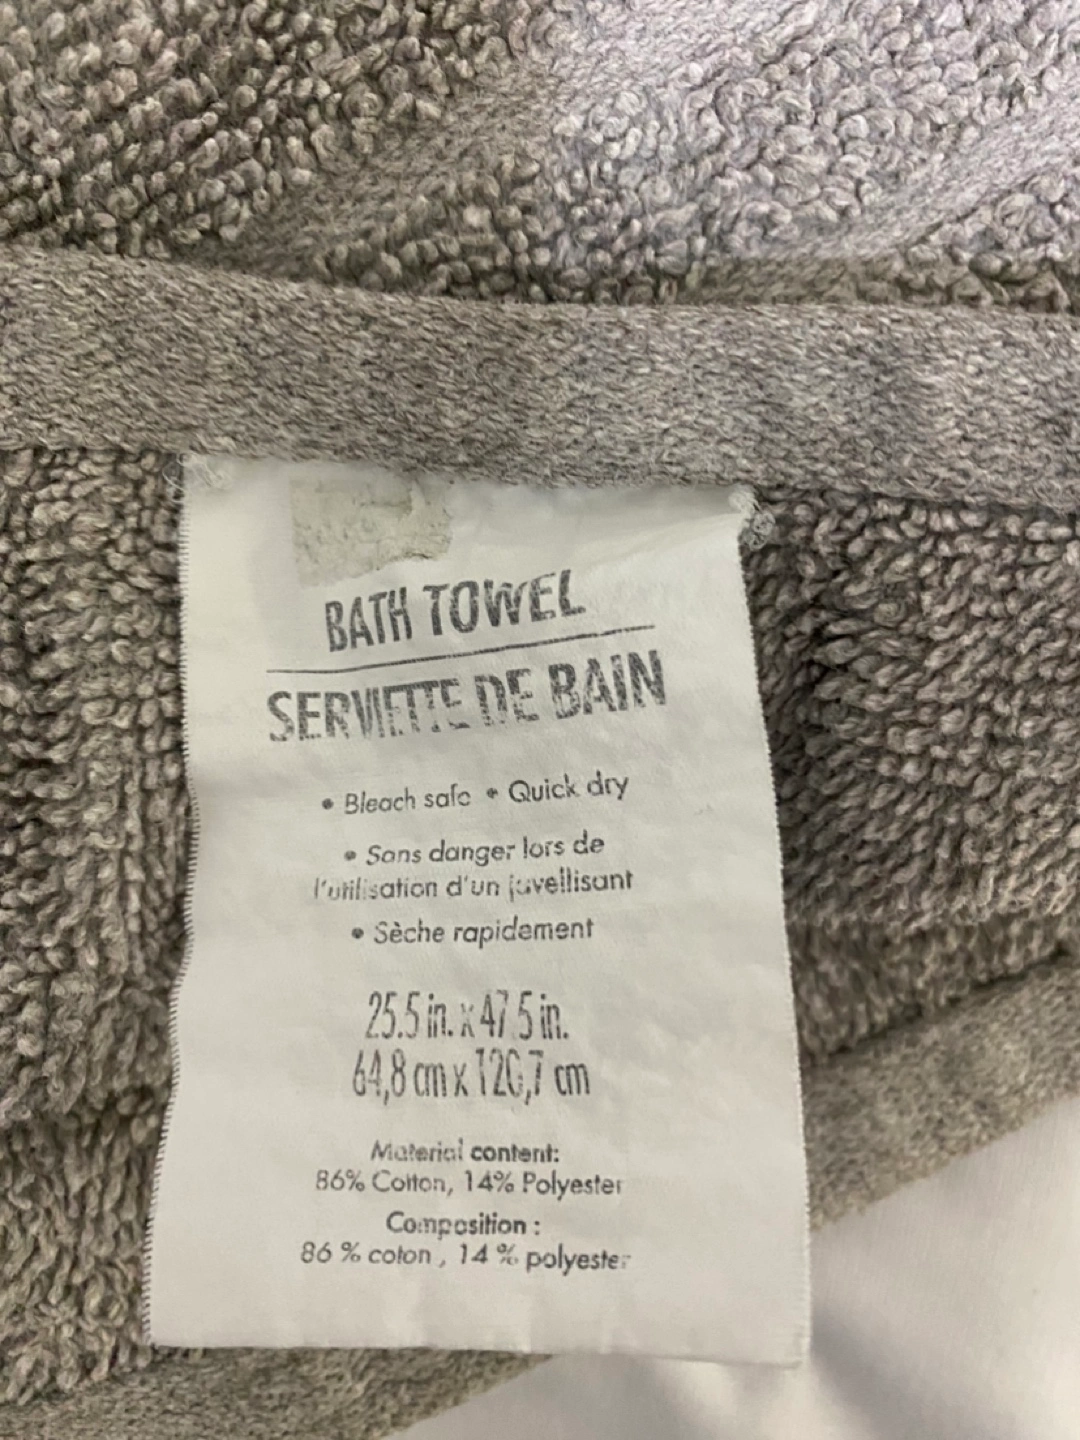 BATH TOWEL
SERVIETTE DE BAIN
• Bleach safe • Quick dry
• Sans danger lors de
l'utilisation d'un javellisant
• Sèche rapidement
25.5 in. x 47.5 in.
64,8 cm x 120,7 cm
Material content:
86% Cotton, 14% Polyester
Composition :
86 % coton , 14 % polyester